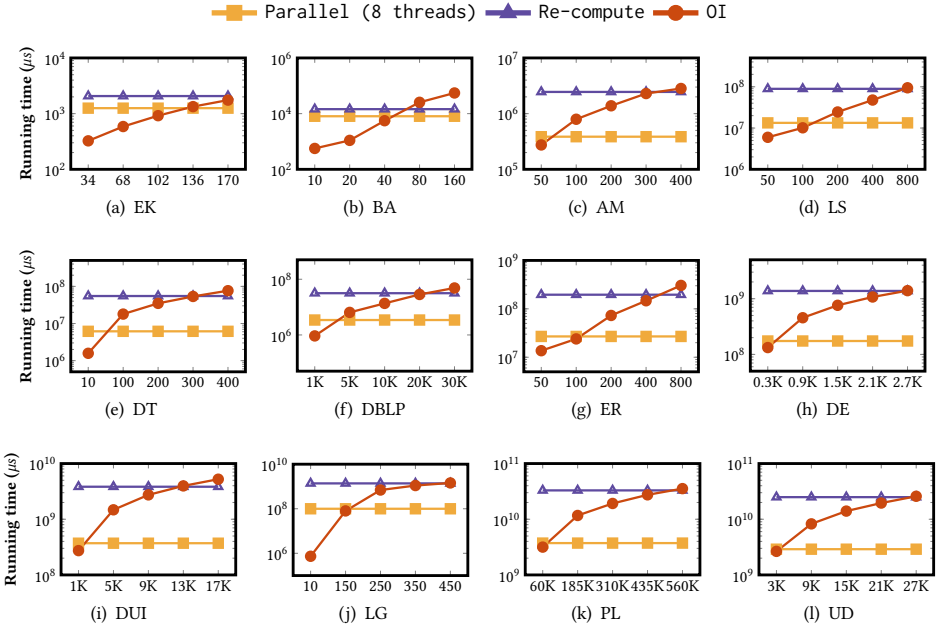 Parallel (8 threads) Re-compute OI
Running time (μs)
10^4 10^3 10^2
34 68 102 136 170
(a) EK
10^6 10^4 10^2
10 20 40 80 160
(b) BA
10^7 10^6 10^5
50 100 200 300 400
(c) AM
10^8 10^7 10^6
50 100 200 400 800
(d) LS
Running time (μs)
10^8 10^7 10^6
10 100 200 300 400
(e) DT
10^8 10^6
1K 5K 10K 20K 30K
(f) DBLP
10^9 10^8 10^7
50 100 200 400 800
(g) ER
10^9 10^8
0.3K 0.9K 1.5K 2.1K 2.7K
(h) DE
Running time (μs)
10^10 10^9 10^8
1K 5K 9K 13K 17K
(i) DUI
10^10 10^8 10^6
10 150 250 350 450
(j) LG
10^11 10^10 10^9
60K 185K 310K 435K 560K
(k) PL
10^11 10^10 10^9
3K 9K 15K 21K 27K
(l) UD